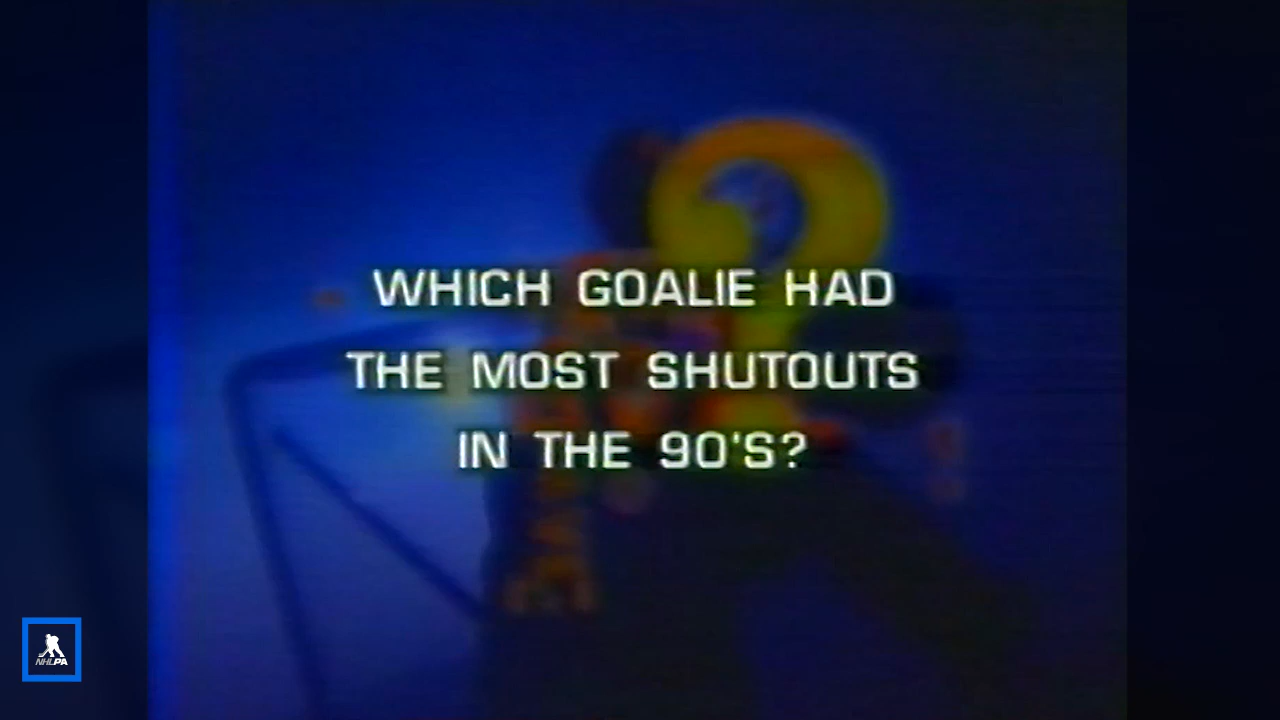 WHICH GOALIE HAD
THE MOST SHUTOUTS
IN THE 90'S?
NHLPA